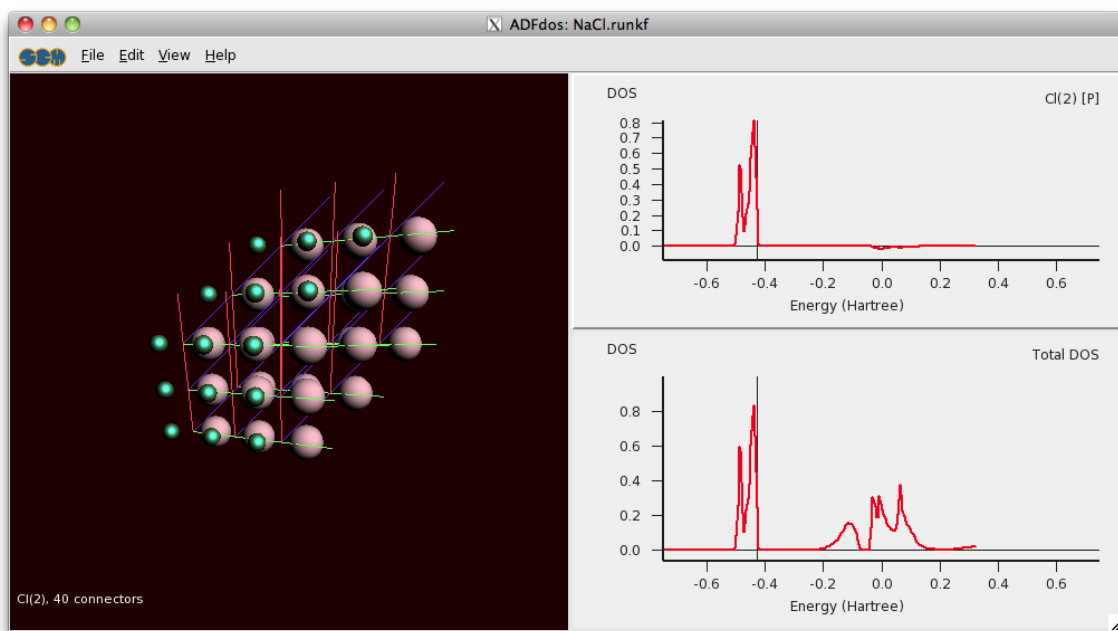 ADFdos: NaCl.runkf
SCM File Edit View Help
DOS
Cl(2) [P]
0.8
0.7
0.6
0.5
0.4
0.3
0.2
0.1
0.0
-0.6 -0.4 -0.2 0.0 0.2 0.4 0.6
Energy (Hartree)
DOS
Total DOS
0.8
0.6
0.4
0.2
0.0
-0.6 -0.4 -0.2 0.0 0.2 0.4 0.6
Energy (Hartree)
Cl(2), 40 connectors